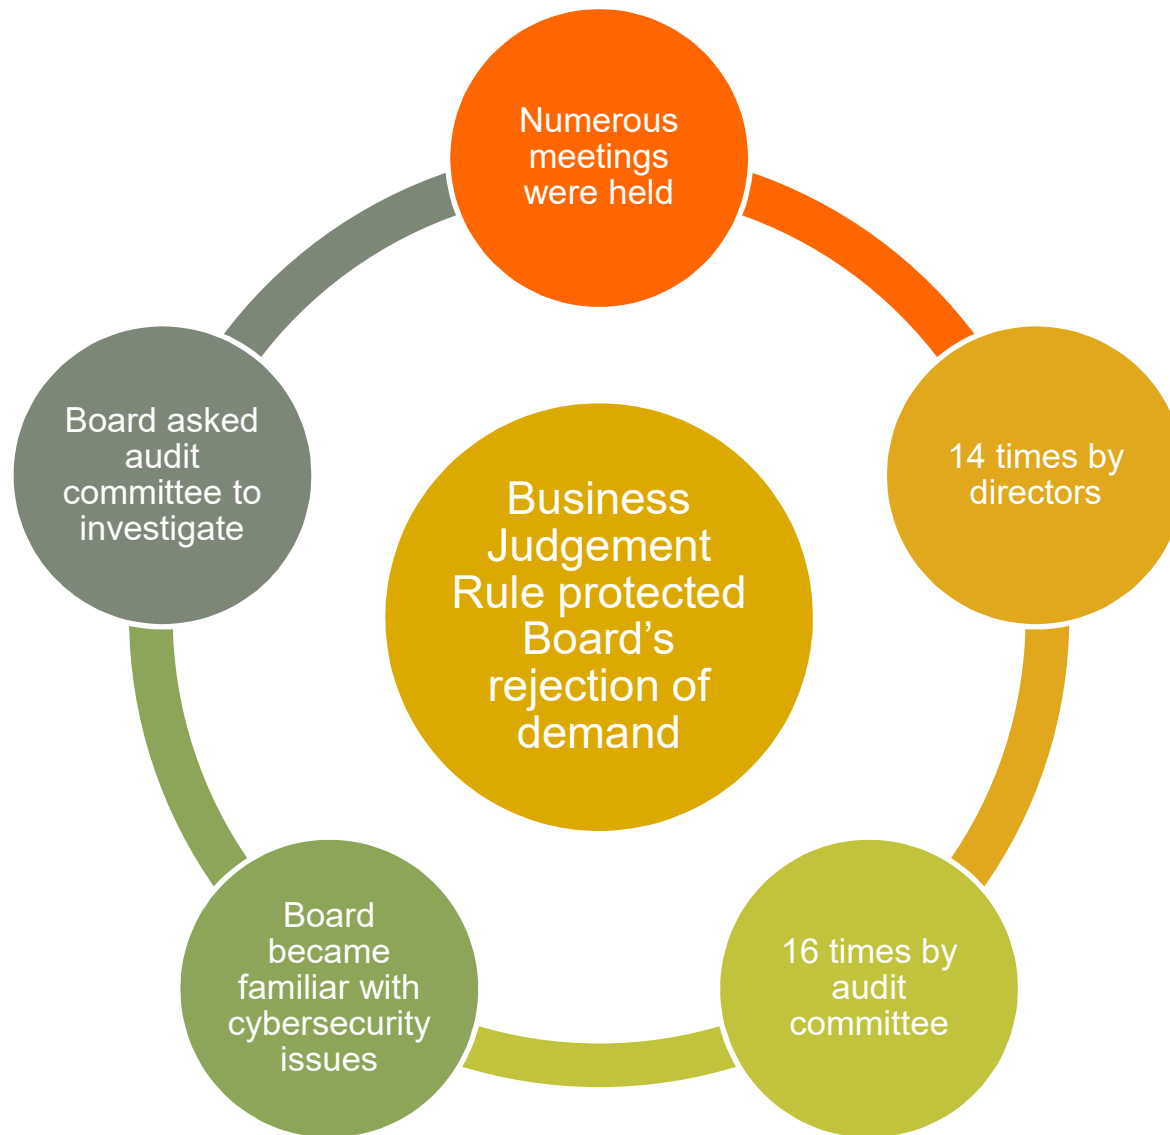 Numerous
meetings
were held
14 times by
directors
16 times by
audit
committee
Board
became
familiar with
cybersecurity
issues
Board asked
audit
committee to
investigate
Business
Judgement
Rule protected
Board’s
rejection of
demand